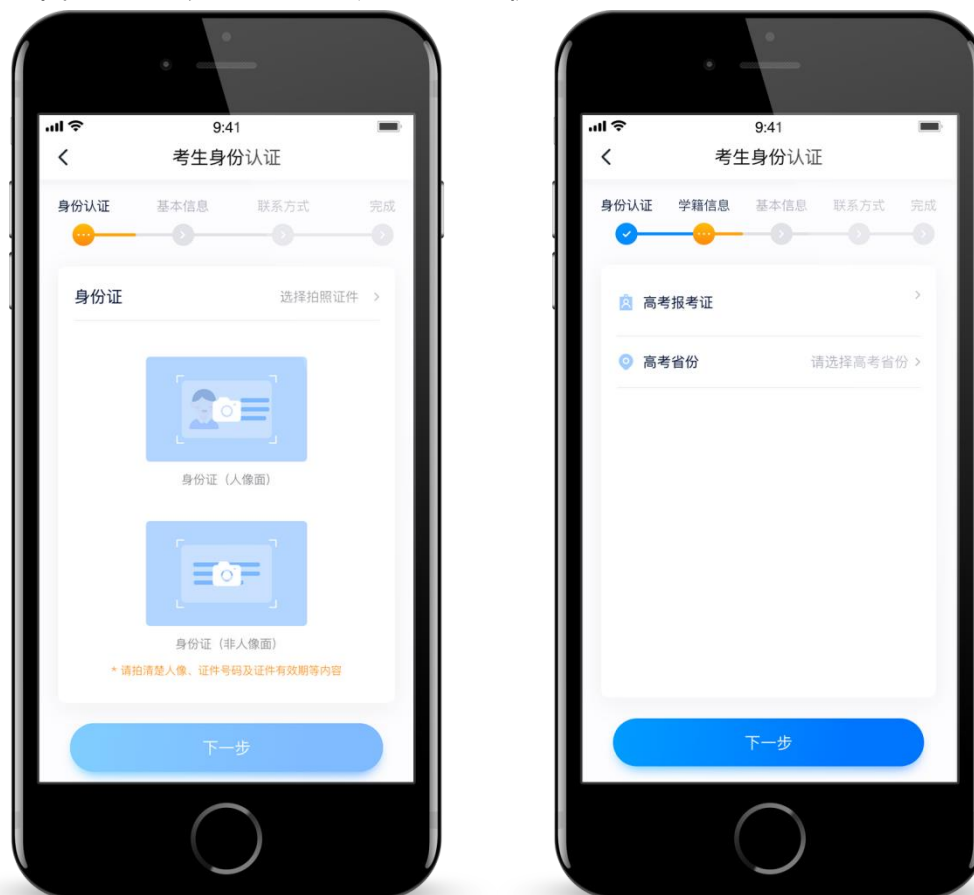 9:41
考生身份认证
身份认证 基本信息 联系方式 完成
身份证 选择拍照证件
身份证（人像面）
身份证（非人像面）
* 请拍清楚人像、证件号码及证件有效期等内容
下一步
9:41
考生身份认证
身份认证 学籍信息 基本信息 联系方式 完成
高考报考证
高考省份 请选择高考省份
下一步